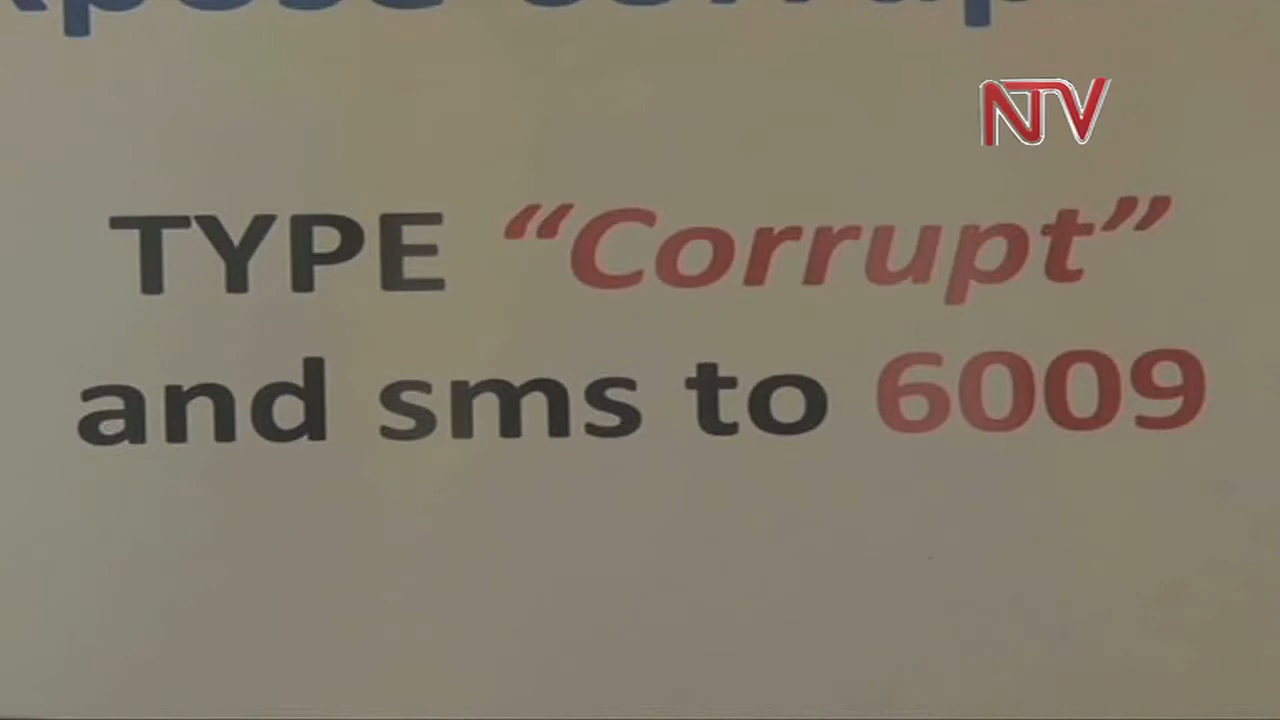 NTV
TYPE “Corrupt”
and sms to 6009